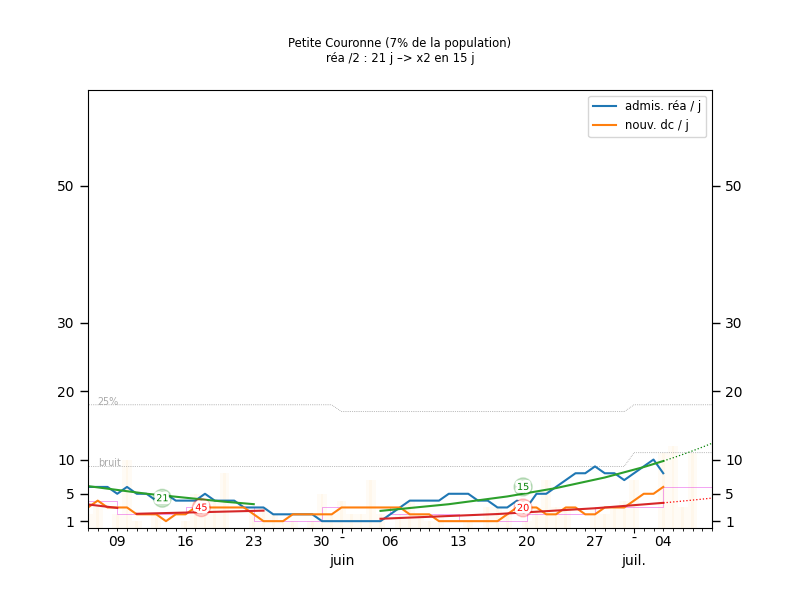 Petite Couronne (7% de la population)
réa /2 : 21 j –> x2 en 15 j
admis. réa / j
nouv. dc / j
50 50
30 30
20 20
25%
10 10
bruit
15
21
5 5
45 20
1 1
09 16 23 30 - 06 13 20 27 - 04
juin juil.